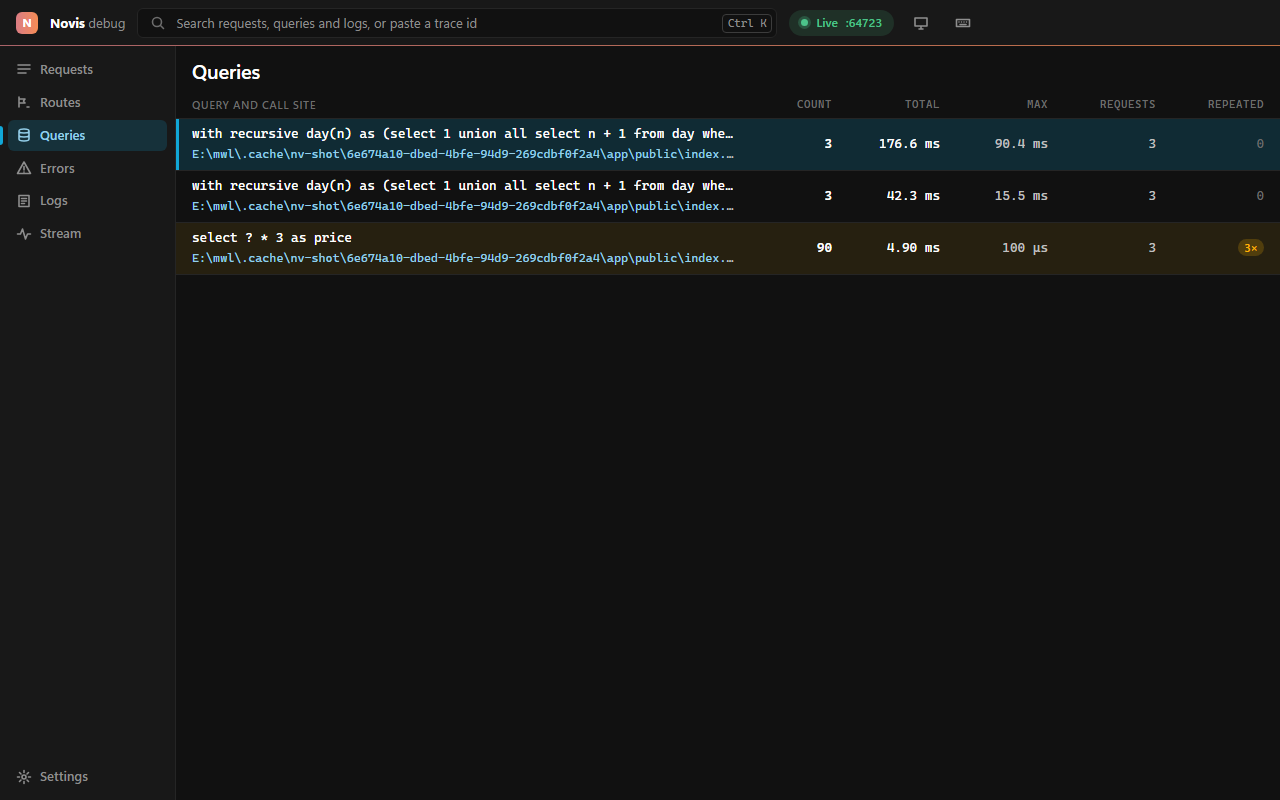 N Novis debug Search requests, queries and logs, or paste a trace id Ctrl K Live :64723
Requests
Routes
Queries
Errors
Logs
Stream
Settings
Queries
QUERY AND CALL SITE COUNT TOTAL MAX REQUESTS REPEATED
with recursive day(n) as (select 1 union all select n + 1 from day whe… 3 176.6 ms 90.4 ms 3 0
E:\mwl\.cache\nv-shot\6e674a10-dbed-4bfe-94d9-269cdbf0f2a4\app\public\index.…
with recursive day(n) as (select 1 union all select n + 1 from day whe… 3 42.3 ms 15.5 ms 3 0
E:\mwl\.cache\nv-shot\6e674a10-dbed-4bfe-94d9-269cdbf0f2a4\app\public\index.…
select ? * 3 as price 90 4.90 ms 100 µs 3 3×
E:\mwl\.cache\nv-shot\6e674a10-dbed-4bfe-94d9-269cdbf0f2a4\app\public\index.…